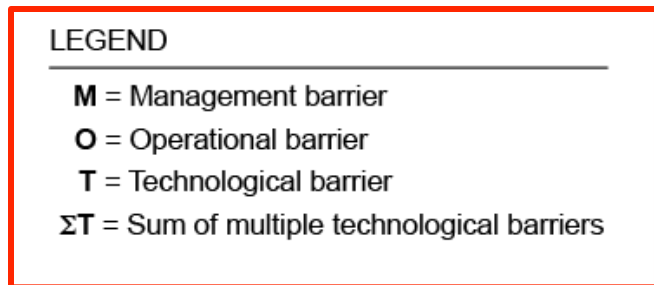 LEGEND
M = Management barrier
O = Operational barrier
T = Technological barrier
ΣT = Sum of multiple technological barriers